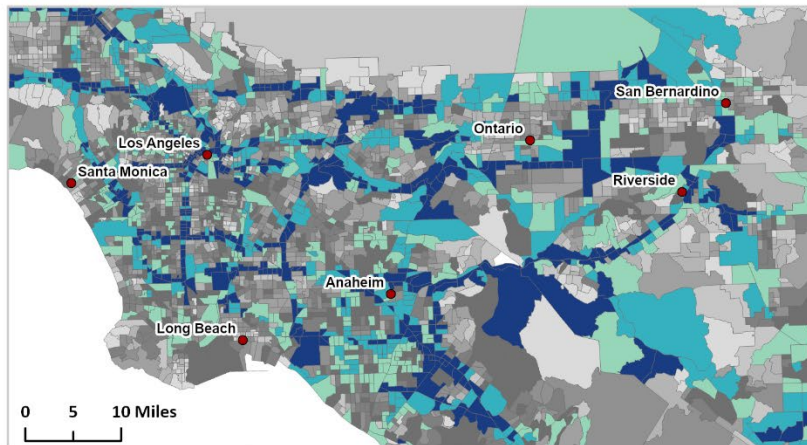 San Bernardino
Ontario
Los Angeles
Santa Monica
Riverside
Anaheim
Long Beach
0 5 10 Miles